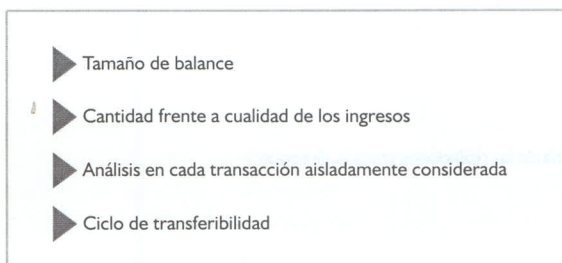 Tamaño de balance
Cantidad frente a cualidad de los ingresos
Análisis en cada transacción aisladamente considerada
Ciclo de transferibilidad